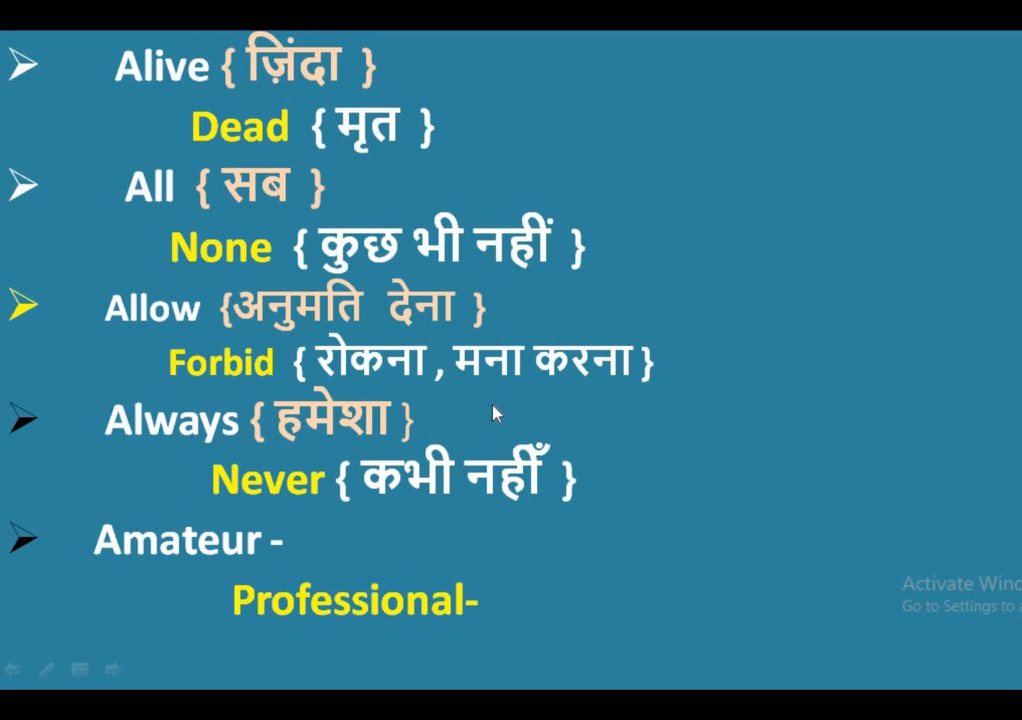 Alive { ज़िंदा }
Dead { मृत }
All { सब }
None { कुछ भी नहीं }
Allow {अनुमति देना }
Forbid { रोकना , मना करना }
Always { हमेशा }
Never { कभी नहीँ }
Amateur -
Professional-
Activate Wind
Go to Settings to a